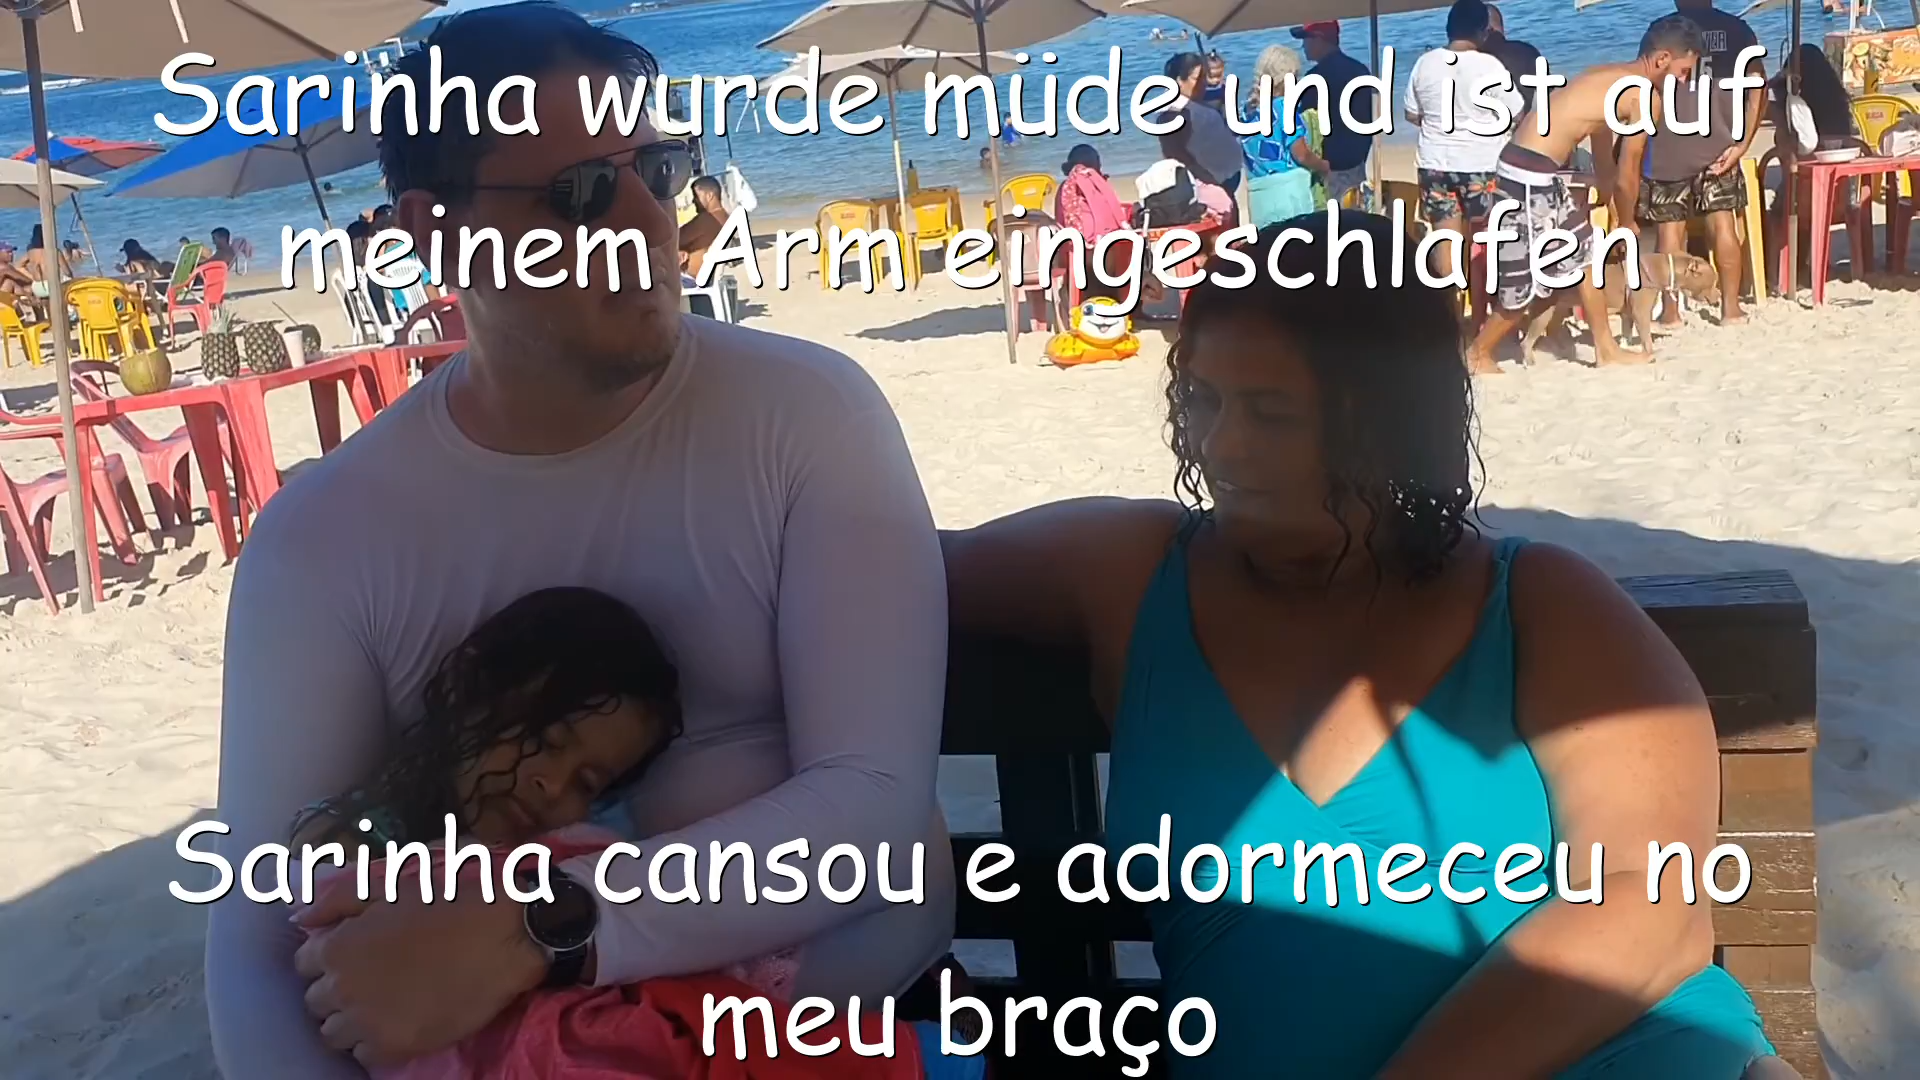 Sarinha wurde müde und ist auf
meinem Arm eingeschlafen
Sarinha cansou e adormeceu no
meu braço